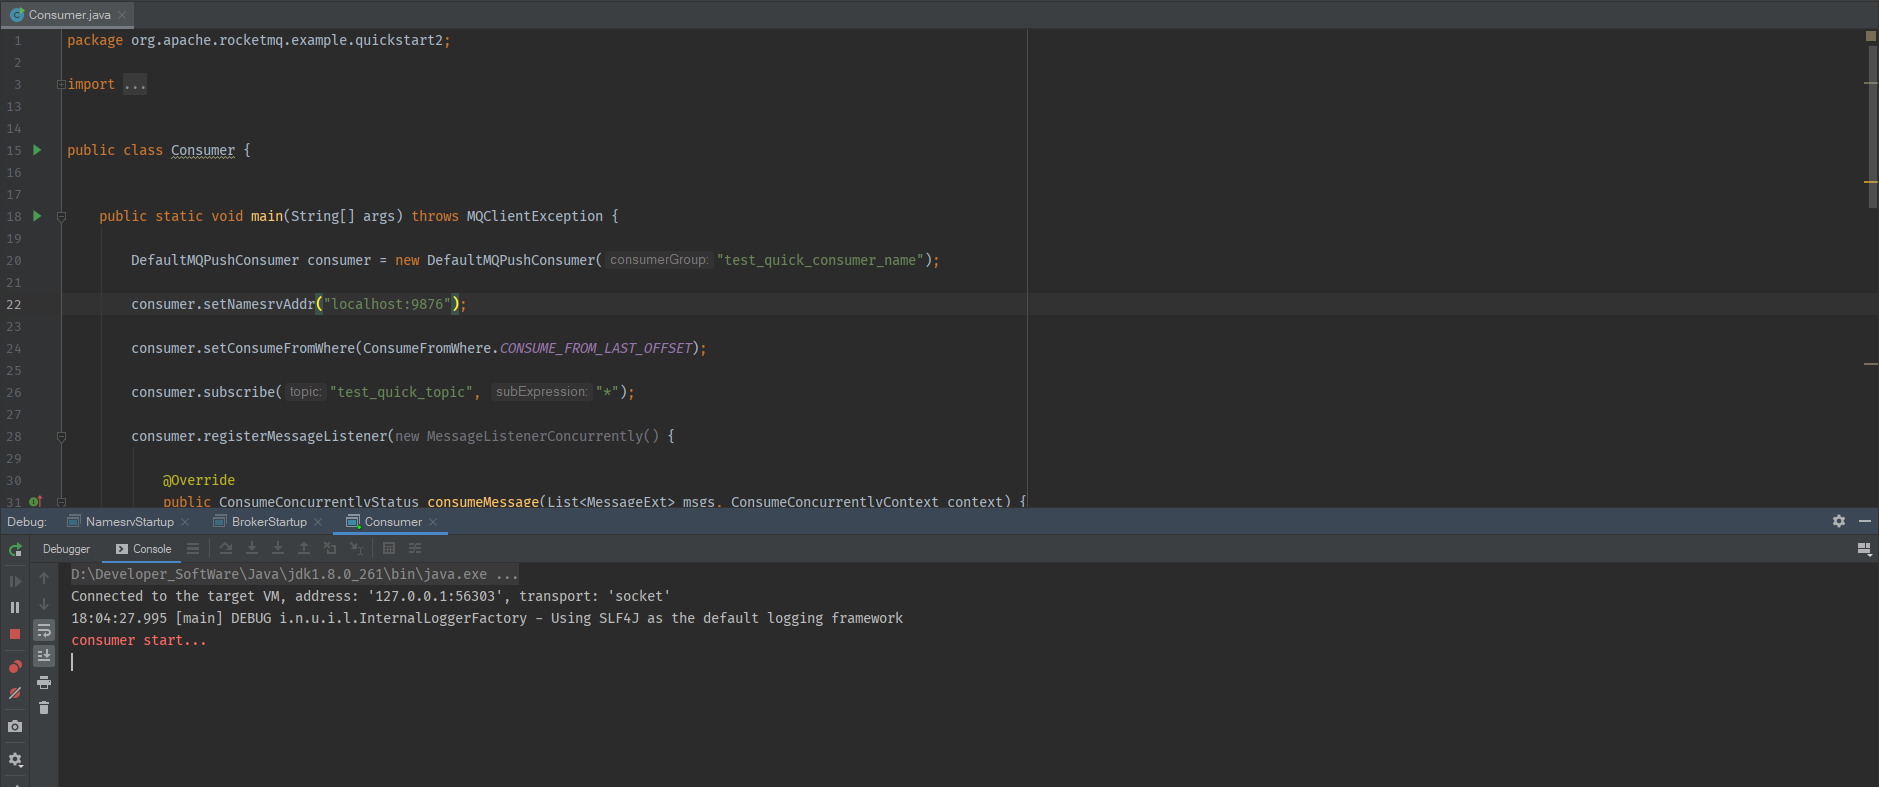 Consumer.java
1 package org.apache.rocketmq.example.quickstart2;
2
3 import ...
13
14
15 public class Consumer {
16
17
18 public static void main(String[] args) throws MQClientException {
19
20 DefaultMQPushConsumer consumer = new DefaultMQPushConsumer( consumerGroup: "test_quick_consumer_name");
21
22 consumer.setNamesrvAddr("localhost:9876");
23
24 consumer.setConsumeFromWhere(ConsumeFromWhere.CONSUME_FROM_LAST_OFFSET);
25
26 consumer.subscribe( topic: "test_quick_topic", subExpression: "*");
27
28 consumer.registerMessageListener(new MessageListenerConcurrently() {
29
30 @Override
31 public ConsumeConcurrentlyStatus consumeMessage(List<MessageExt> msgs, ConsumeConcurrentlyContext context) {
Debug: NamesrvStartup BrokerStartup Consumer
Debugger Console
D:\Developer_SoftWare\Java\jdk1.8.0_261\bin\java.exe ...
Connected to the target VM, address: '127.0.0.1:56303', transport: 'socket'
18:04:27.995 [main] DEBUG i.n.u.i.l.InternalLoggerFactory - Using SLF4J as the default logging framework
consumer start...